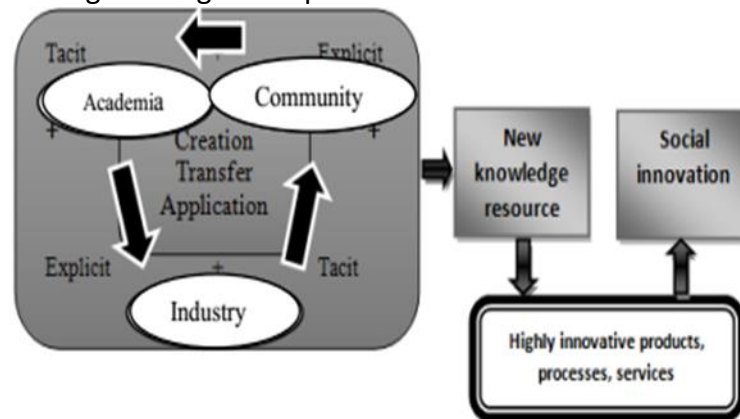 Tacit
Explicit
Academia
Community
+
+
Creation
Transfer
Application
Explicit
+
Tacit
Industry
New
knowledge
resource
Social
innovation
Highly innovative products,
processes, services